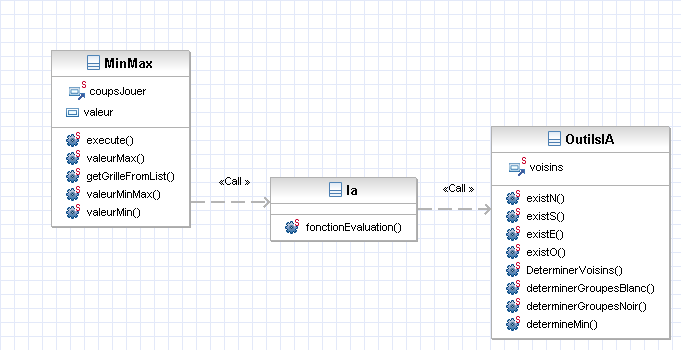 MinMax
S coupsJouer
valeur
S execute()
S valeurMax()
S getGrilleFromList()
S valeurMinMax()
S valeurMin()
«Call »
Ia
S fonctionEvaluation()
«Call »
OutilsIA
S voisins
S existN()
S existS()
S existE()
S existO()
S DeterminerVoisins()
S determinerGroupesBlanc()
S determinerGroupesNoir()
S determineMin()